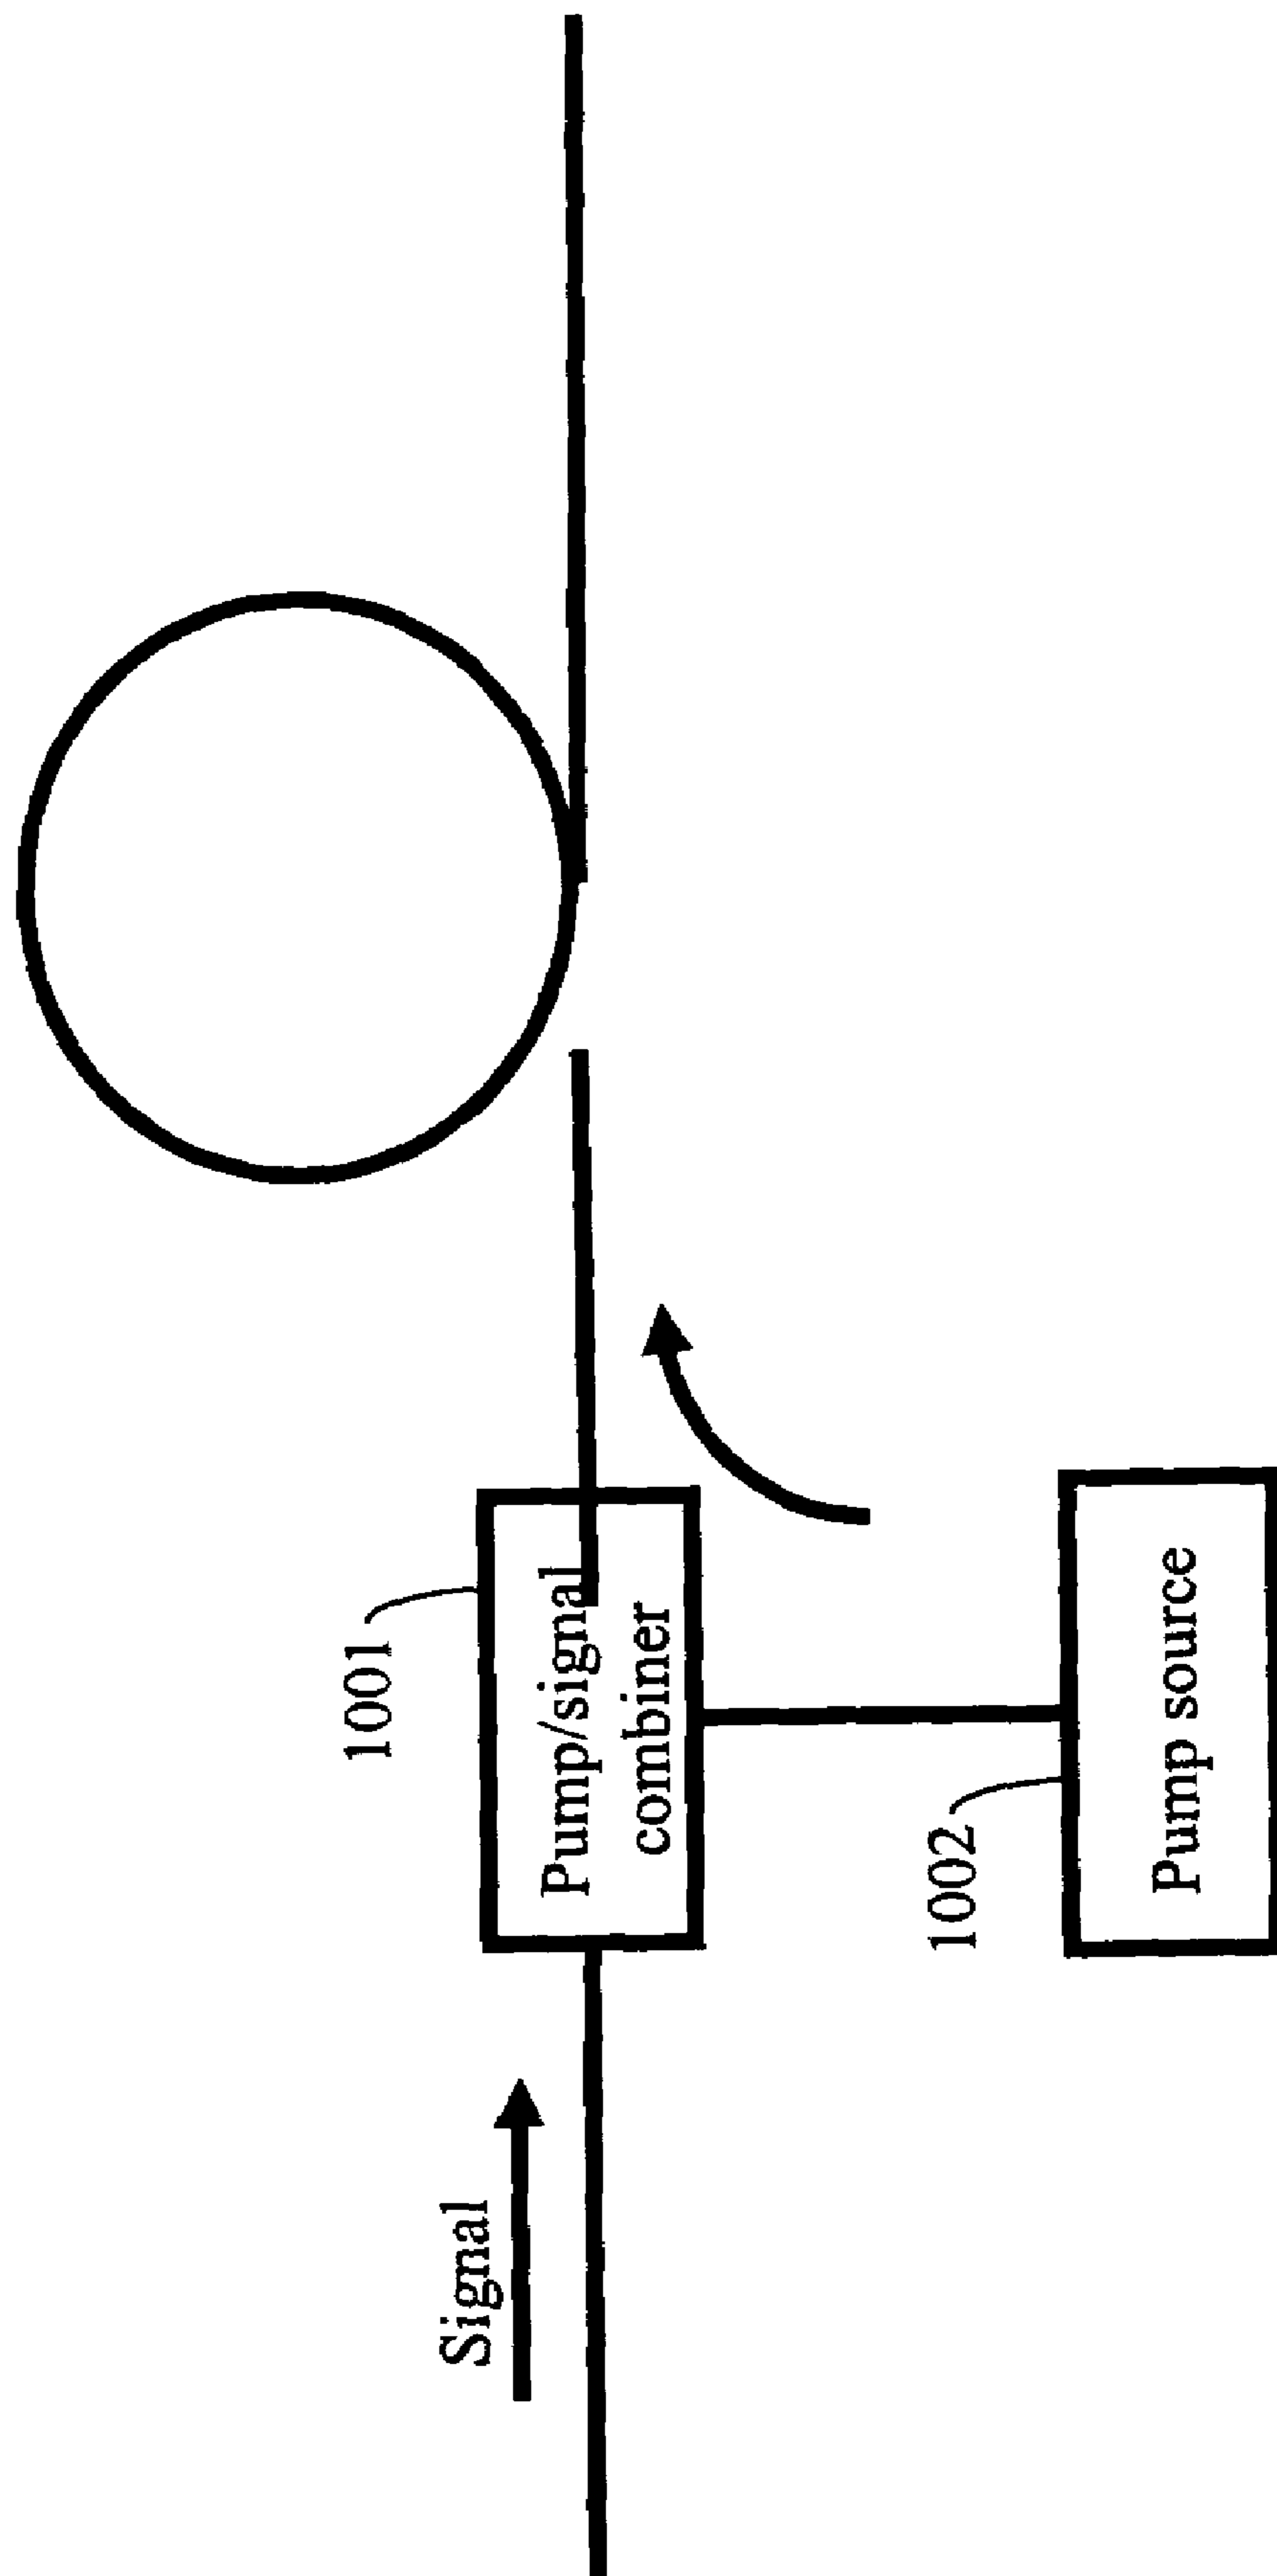 Signal
1001
Pump/signal
combiner
1002
Pump source